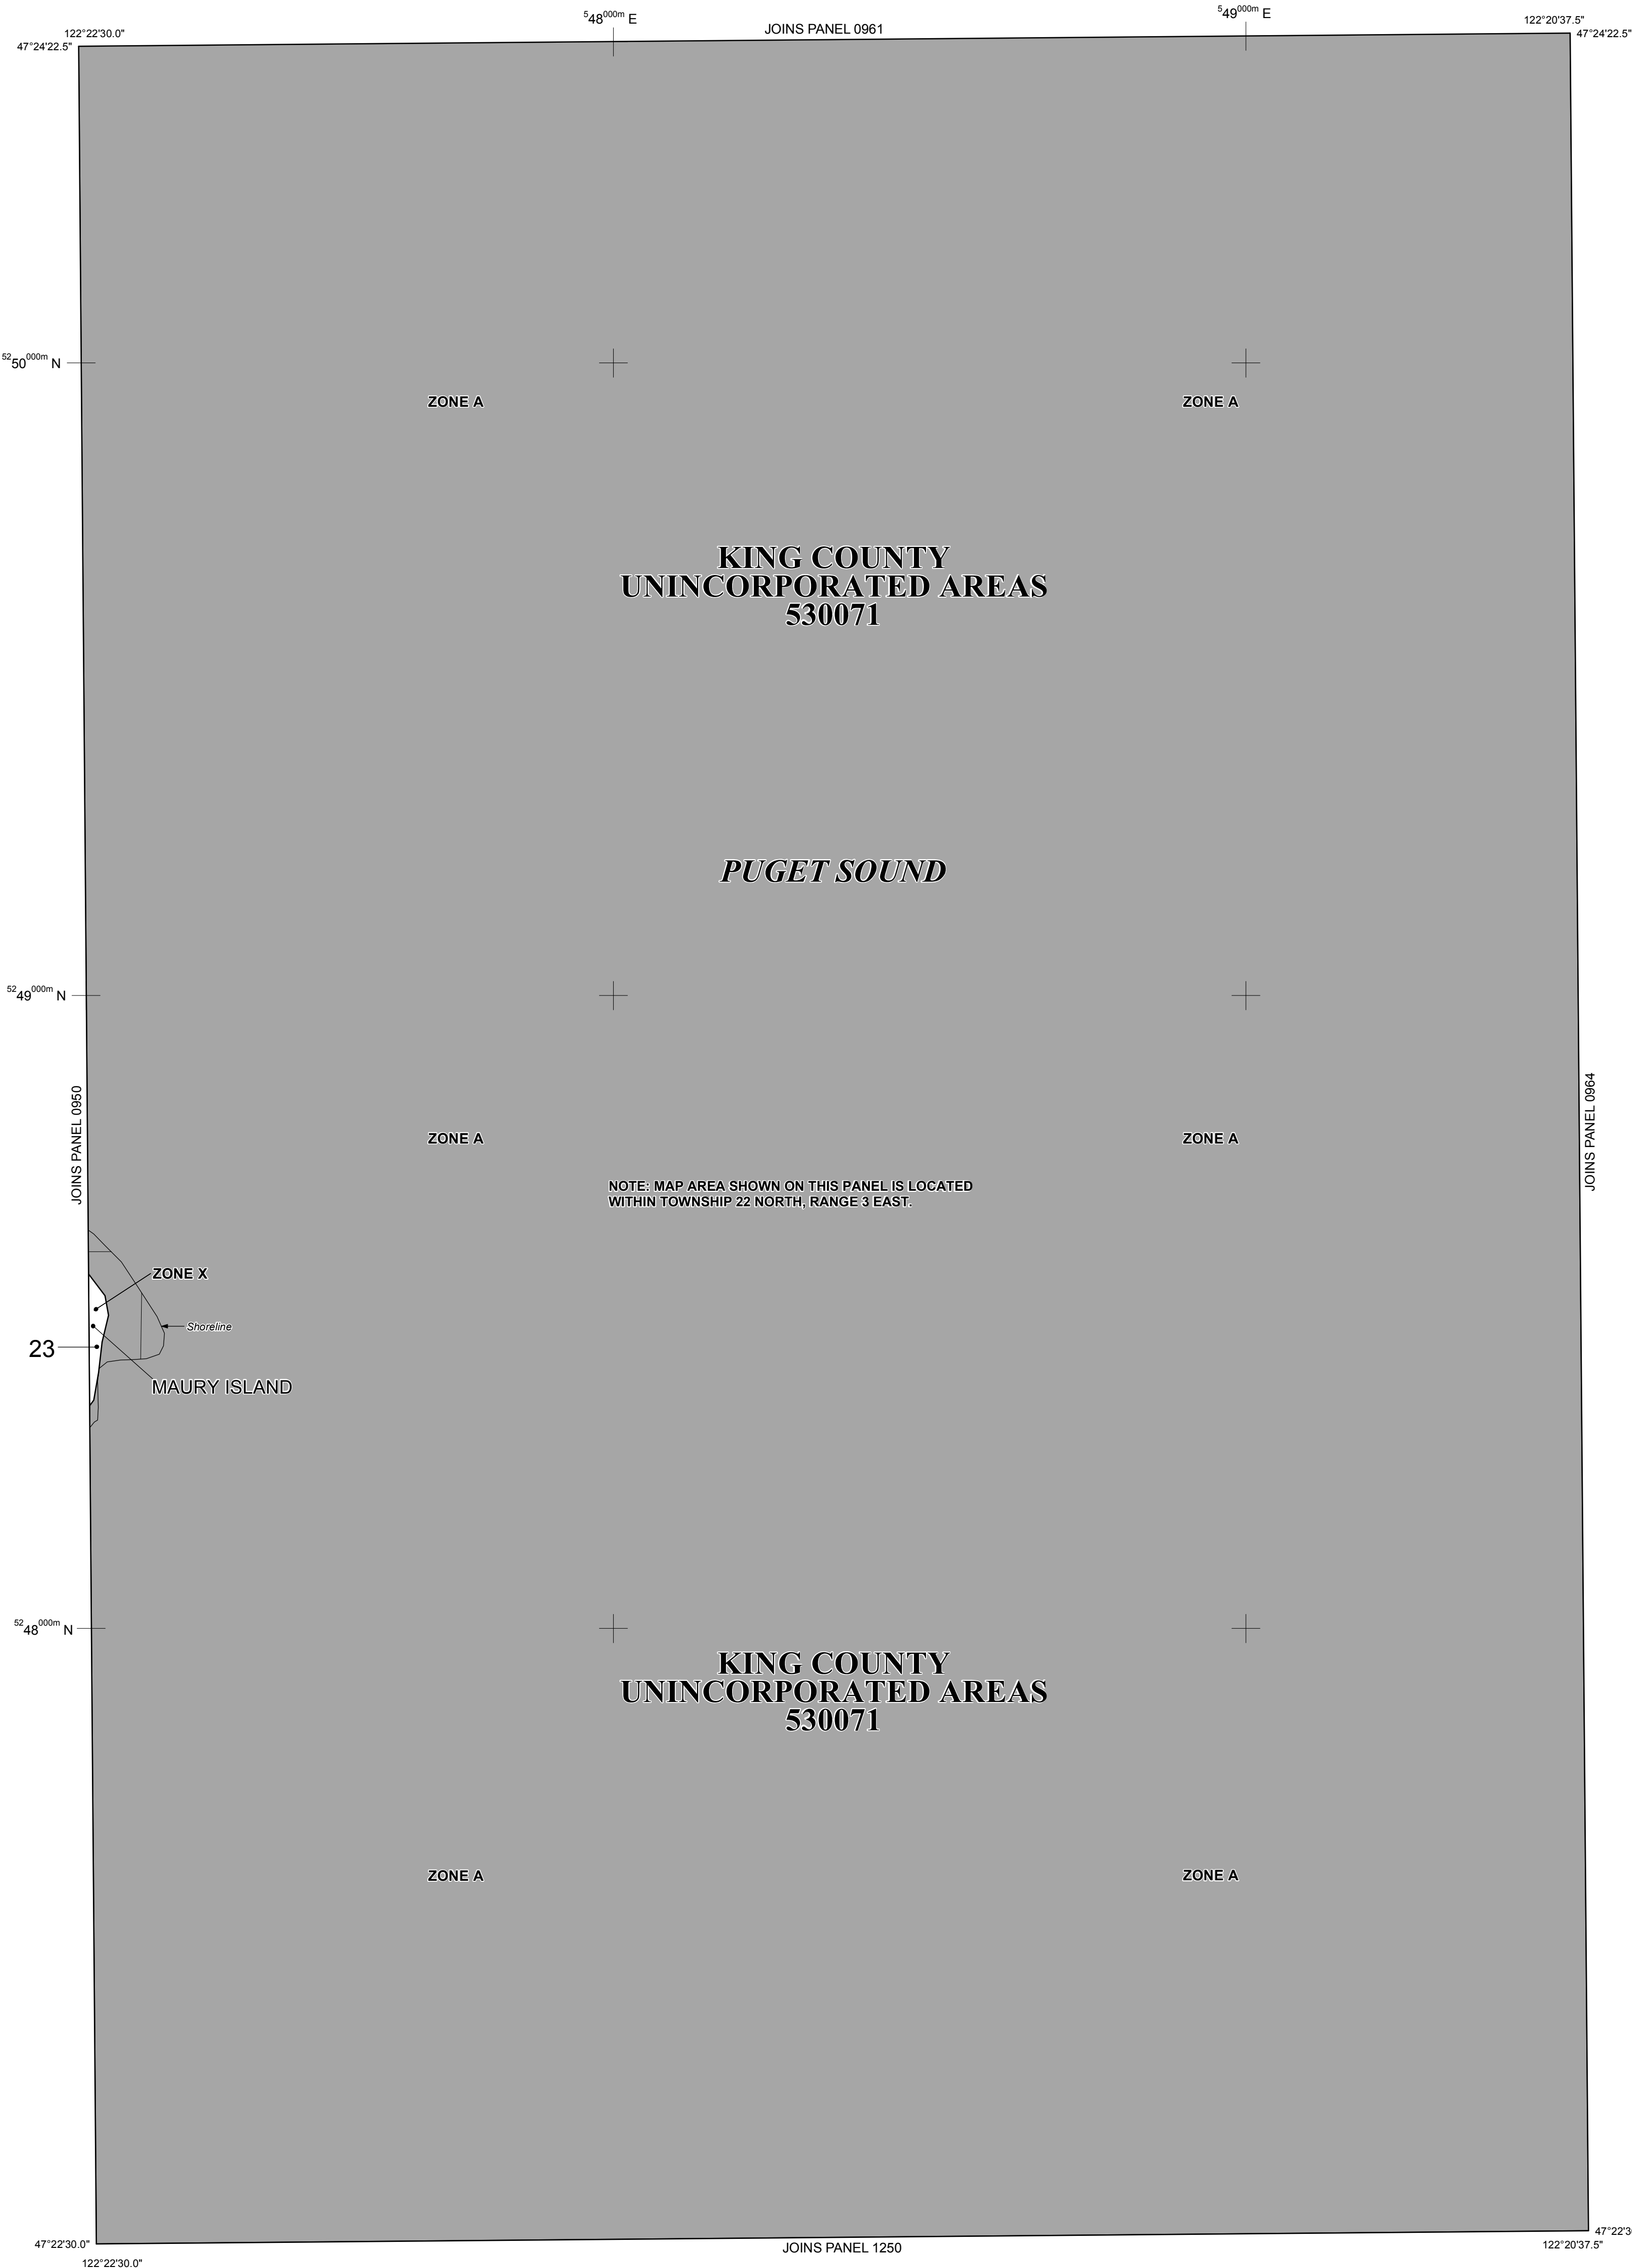 548000m E
549000m E
122°22'30.0"
JOINS PANEL 0961
122°20'37.5"
47°24'22.5"
47°24'22.5"
5250000m N
ZONE A
ZONE A
KING COUNTY
UNINCORPORATED AREAS
530071
PUGET SOUND
5249000m N
JOINS PANEL 0950
JOINS PANEL 0964
ZONE A
ZONE A
NOTE: MAP AREA SHOWN ON THIS PANEL IS LOCATED
WITHIN TOWNSHIP 22 NORTH, RANGE 3 EAST.
ZONE X
Shoreline
23
MAURY ISLAND
5248000m N
KING COUNTY
UNINCORPORATED AREAS
530071
ZONE A
ZONE A
47°22'30.0"
47°22'3
JOINS PANEL 1250
122°20'37.5"
122°22'30.0"